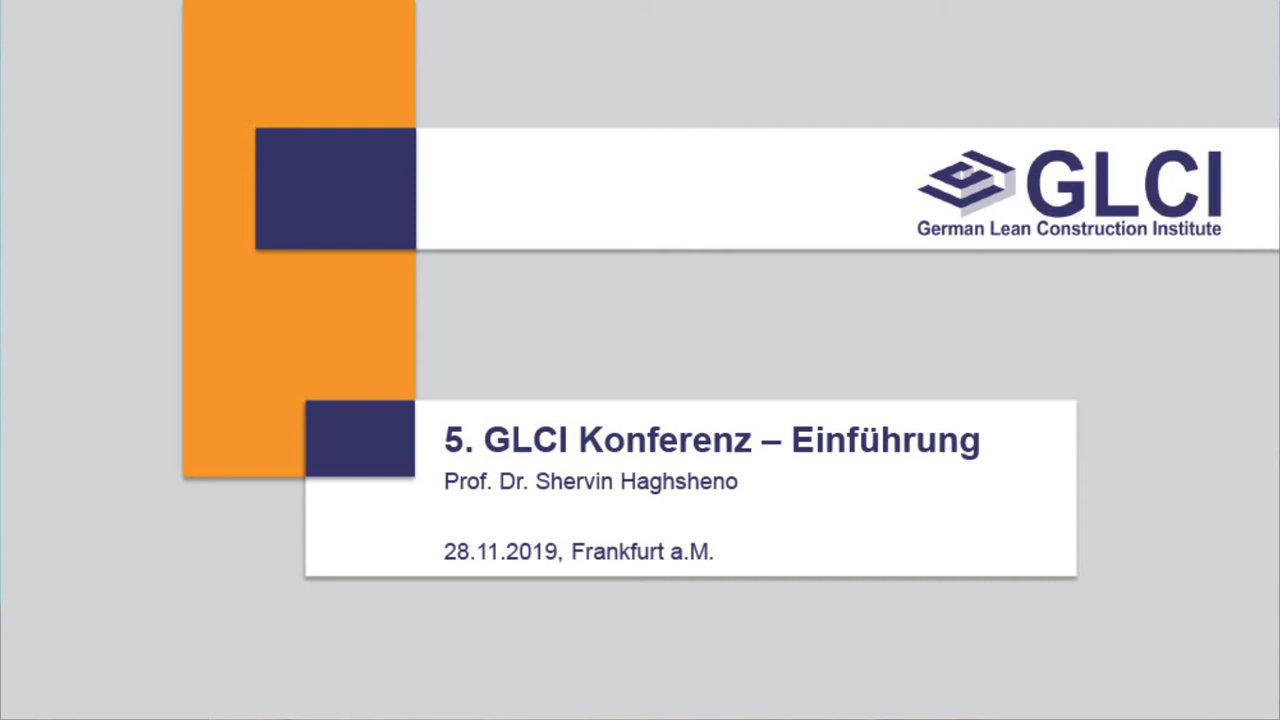 GLCI
German Lean Construction Institute
5. GLCI Konferenz – Einführung
Prof. Dr. Shervin Haghsheno
28.11.2019, Frankfurt a.M.